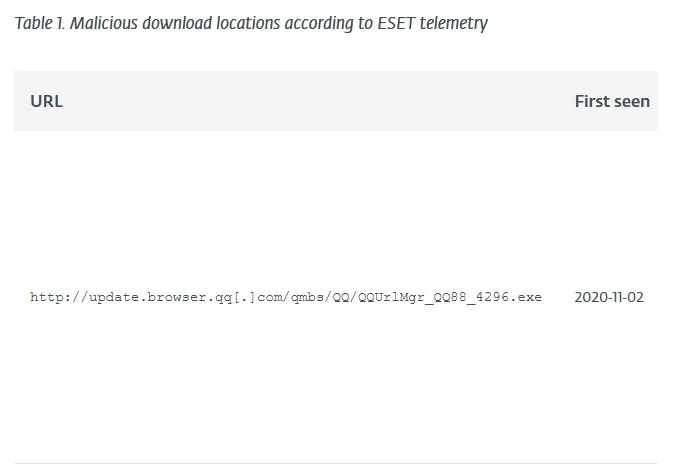 Table 1. Malicious download locations according to ESET telemetry
URL First seen
http://update.browser.qq[.]com/qmbs/QQ/QQUrlMgr_QQ88_4296.exe 2020-11-02